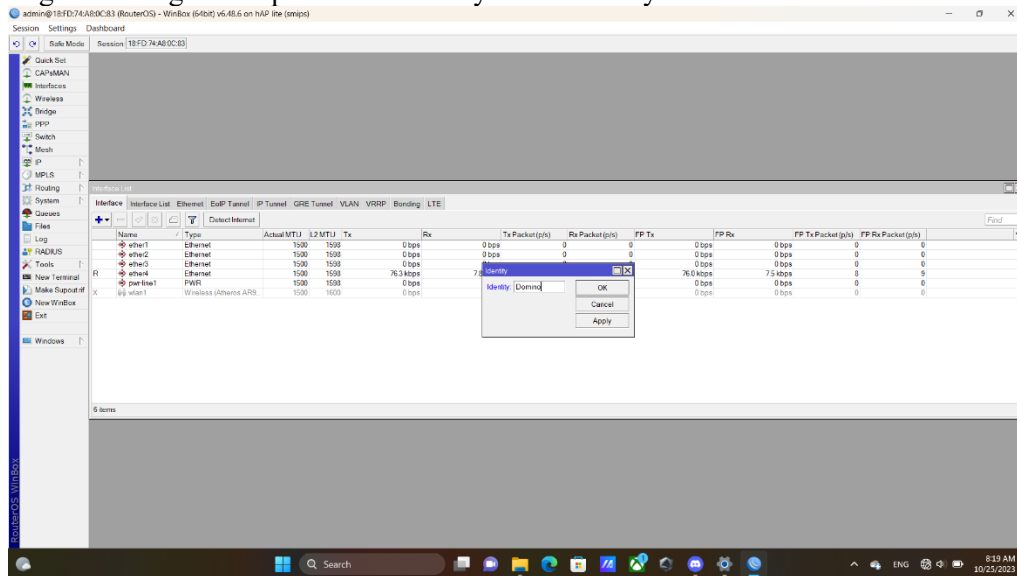 admin@18:FD:74:A8:0C:83 (RouterOS) - WinBox (64bit) v6.48.6 on hAP lite (smips)
Session Settings Dashboard
Safe Mode Session: 18:FD:74:A8:0C:83
Quick Set
CAPsMAN
Interfaces
Wireless
Bridge
PPP
Switch
Mesh
IP
MPLS
Routing
System
Queues
Files
Log
RADIUS
Tools
New Terminal
Make Supout.rif
New WinBox
Exit
Windows
RouterOS WinBox
Interface List
Interface Interface List Ethernet EoIP Tunnel IP Tunnel GRE Tunnel VLAN VRRP Bonding LTE
Detect Internet Find
Name Type Actual MTU L2 MTU Tx Rx Tx Packet (p/s) Rx Packet (p/s) FP Tx FP Rx FP Tx Packet (p/s) FP Rx Packet (p/s)
ether1 Ethernet 1500 1598 0 bps 0 bps 0 0 0 bps 0 bps 0 0
ether2 Ethernet 1500 1598 0 bps 0 bps 0 0 0 bps 0 bps 0 0
ether3 Ethernet 1500 1598 0 bps 0 bps 0 0
R ether4 Ethernet 1500 1598 76.3 kbps 7.8 76.0 kbps 7.5 kbps 8 9
pwr-line1 PWR 1500 1598 0 bps 0 bps 0 bps 0 0
X wlan1 Wireless (Atheros AR9... 1500 1600 0 bps 0 bps 0 bps 0 0
Identity
Identity: Domino
OK
Cancel
Apply
6 items
Search
ENG
8:19 AM
10/25/2023